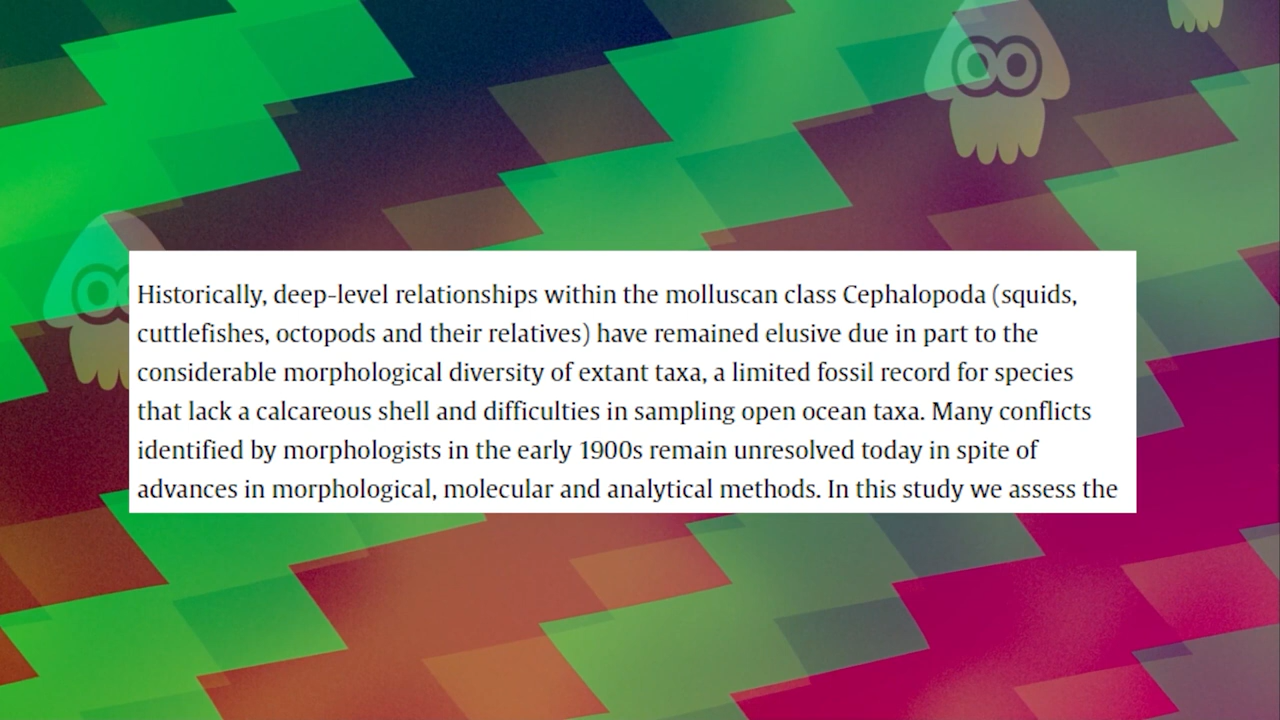 Historically, deep-level relationships within the molluscan class Cephalopoda (squids,
cuttlefishes, octopods and their relatives) have remained elusive due in part to the
considerable morphological diversity of extant taxa, a limited fossil record for species
that lack a calcareous shell and difficulties in sampling open ocean taxa. Many conflicts
identified by morphologists in the early 1900s remain unresolved today in spite of
advances in morphological, molecular and analytical methods. In this study we assess the